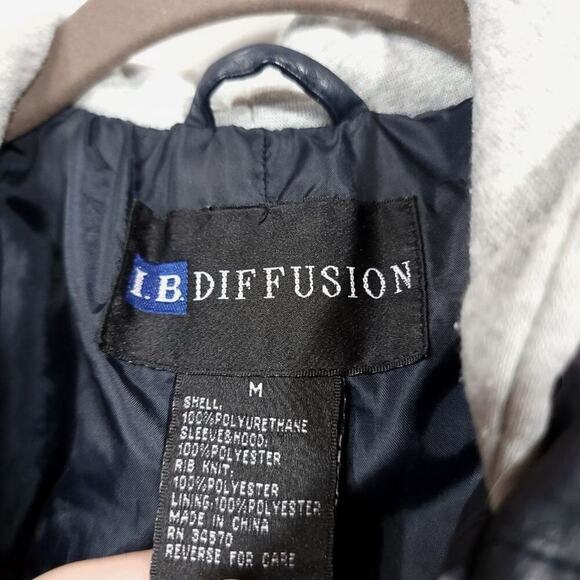 I.B. DIFFUSION
M
SHELL:
100%POLYURETHANE
SLEEVE&HOOD:
100%POLYESTER
RIB KNIT:
100%POLYESTER
LINING:100%POLYESTER
MADE IN CHINA
RN 34570
REVERSE FOR CARE